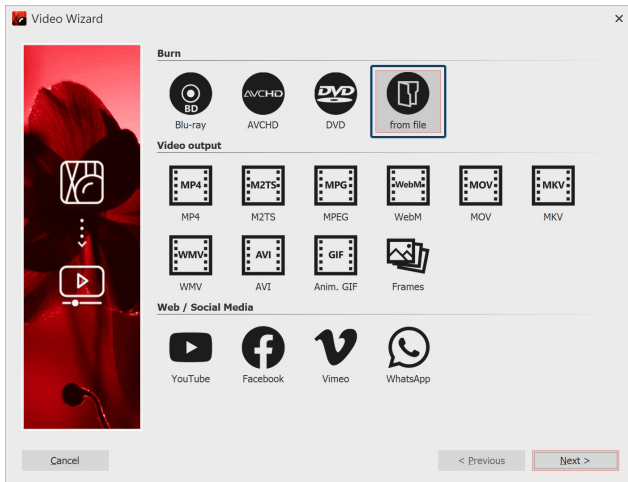 Video Wizard
Burn
BD
AVCHD
DVD
Blu-ray AVCHD DVD from file
Video output
MP4 M2TS MPG WebM MOV MKV
MP4 M2TS MPEG WebM MOV MKV
WMV AVI GIF
WMV AVI Anim. GIF Frames
Web / Social Media
YouTube Facebook Vimeo WhatsApp
Cancel < Previous Next >